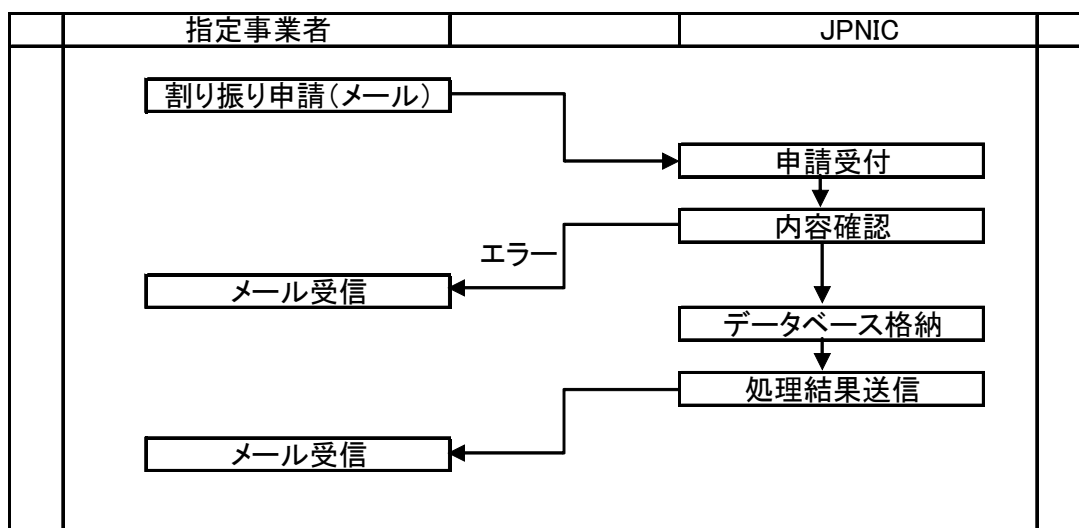 指定事業者
JPNIC
割り振り申請（メール）
申請受付
内容確認
エラー
メール受信
データベース格納
処理結果送信
メール受信